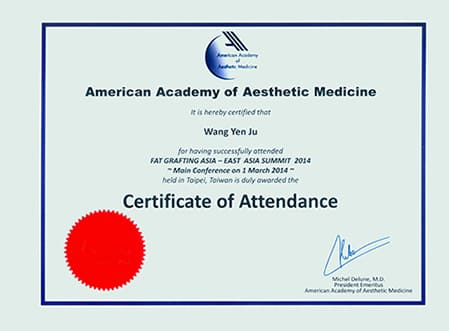 American Academy
of
Aesthetic Medicine
American Academy of Aesthetic Medicine
It is hereby certified that
Wang Yen Ju
for having successfully attended
FAT GRAFTING ASIA – EAST ASIA SUMMIT 2014
~ Main Conference on 1 March 2014 ~
held in Taipei, Taiwan is duly awarded the
Certificate of Attendance
Michel Delune, M.D.
President Emeritus
American Academy of Aesthetic Medicine